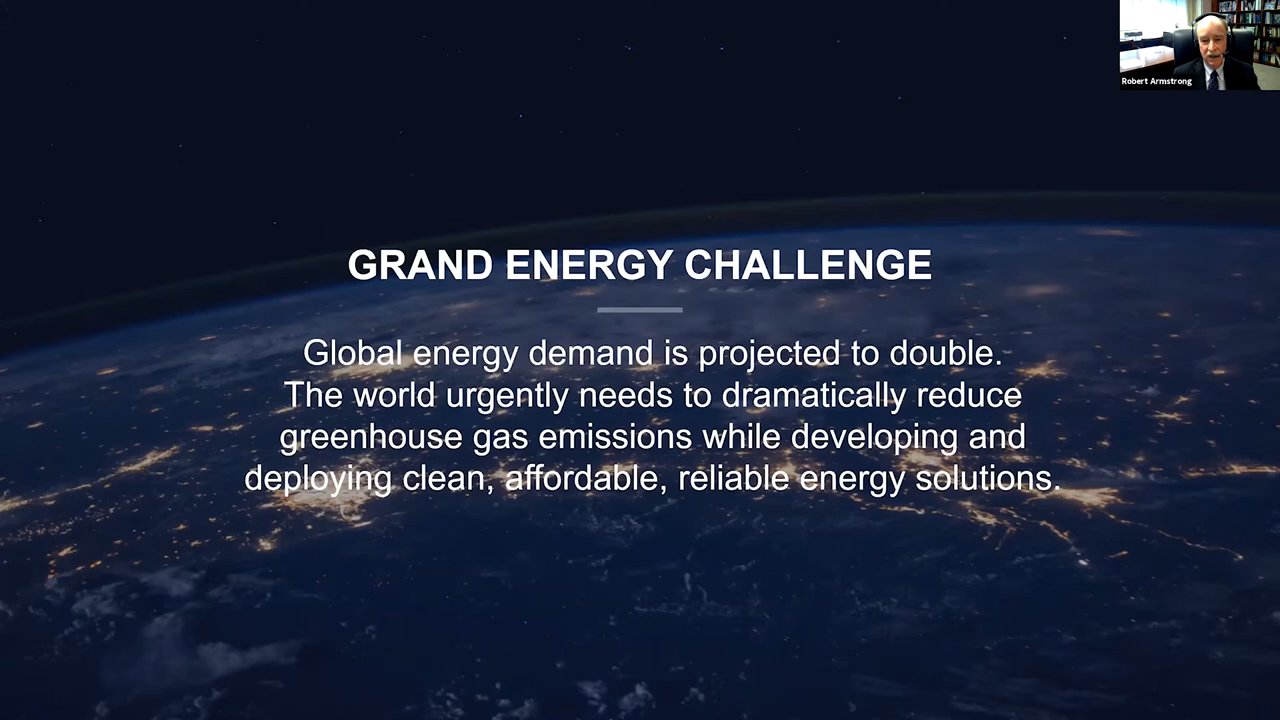 Robert Armstrong
GRAND ENERGY CHALLENGE
Global energy demand is projected to double.
The world urgently needs to dramatically reduce
greenhouse gas emissions while developing and
deploying clean, affordable, reliable energy solutions.